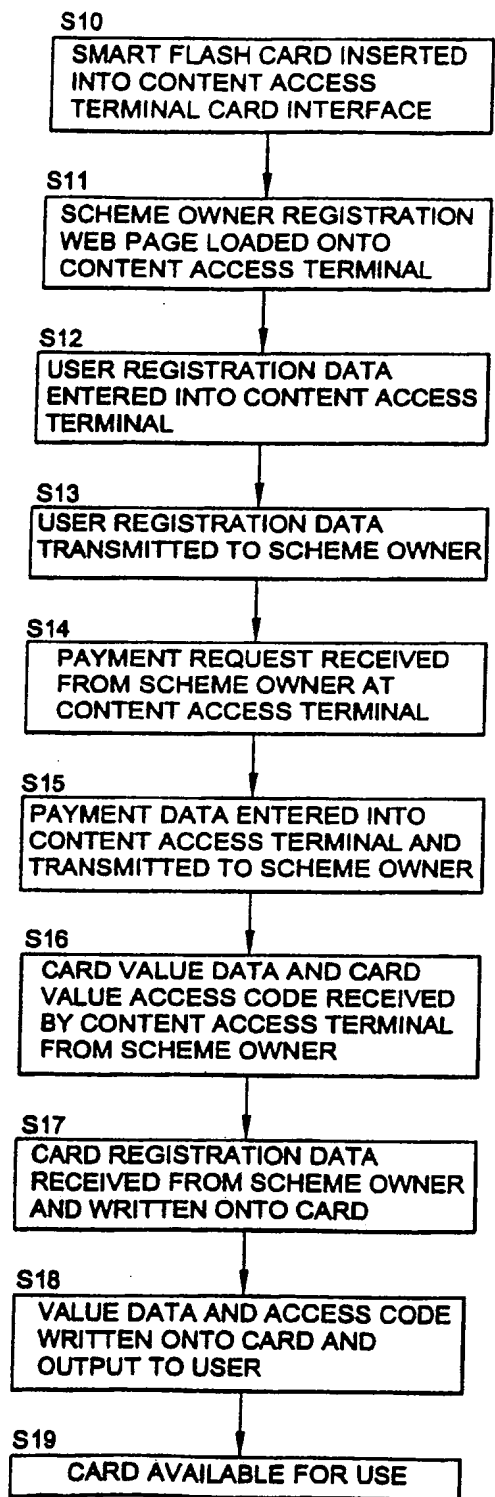 S10
SMART FLASH CARD INSERTED
INTO CONTENT ACCESS
TERMINAL CARD INTERFACE
S11
SCHEME OWNER REGISTRATION
WEB PAGE LOADED ONTO
CONTENT ACCESS TERMINAL
S12
USER REGISTRATION DATA
ENTERED INTO CONTENT ACCESS
TERMINAL
S13
USER REGISTRATION DATA
TRANSMITTED TO SCHEME OWNER
S14
PAYMENT REQUEST RECEIVED
FROM SCHEME OWNER AT
CONTENT ACCESS TERMINAL
S15
PAYMENT DATA ENTERED INTO
CONTENT ACCESS TERMINAL AND
TRANSMITTED TO SCHEME OWNER
S16
CARD VALUE DATA AND CARD
VALUE ACCESS CODE RECEIVED
BY CONTENT ACCESS TERMINAL
FROM SCHEME OWNER
S17
CARD REGISTRATION DATA
RECEIVED FROM SCHEME OWNER
AND WRITTEN ONTO CARD
S18
VALUE DATA AND ACCESS CODE
WRITTEN ONTO CARD AND
OUTPUT TO USER
S19
CARD AVAILABLE FOR USE